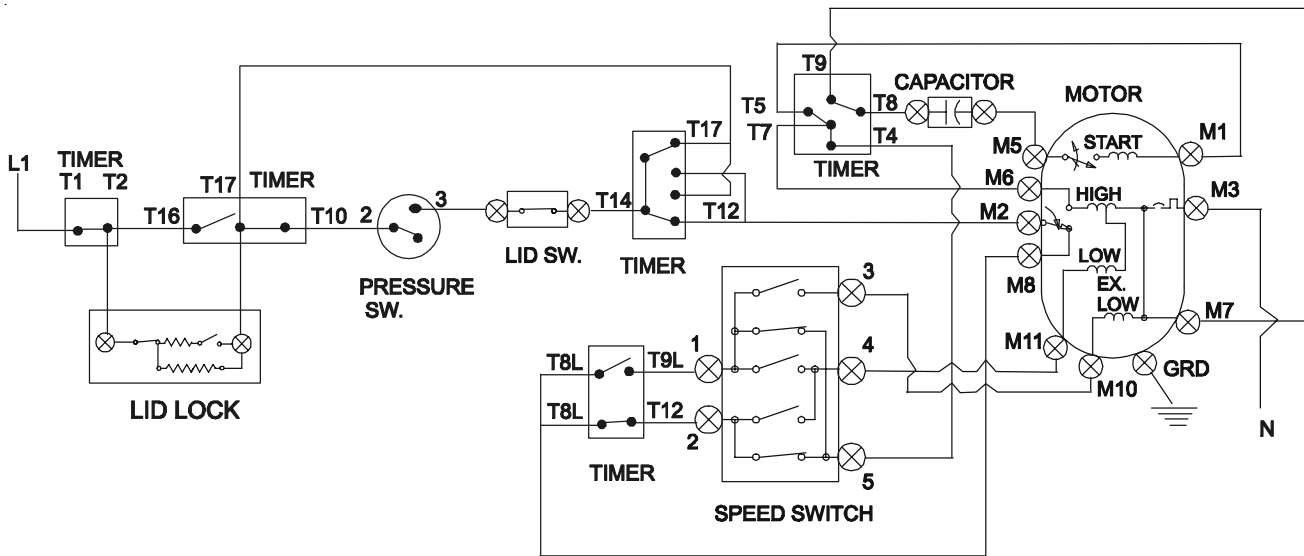 L1
TIMER
T1 T2
T16
T17
TIMER
T10
2
3
PRESSURE
SW.
LID SW.
T14
T17
T12
TIMER
T9
T5
T7
T8
T4
TIMER
CAPACITOR
MOTOR
M5
START
M1
M6
HIGH
M3
M2
LOW
M8
EX.
LOW
M7
M11
M10
GRD
N
LID LOCK
T8L
T9L
1
T8L
T12
2
TIMER
3
4
5
SPEED SWITCH